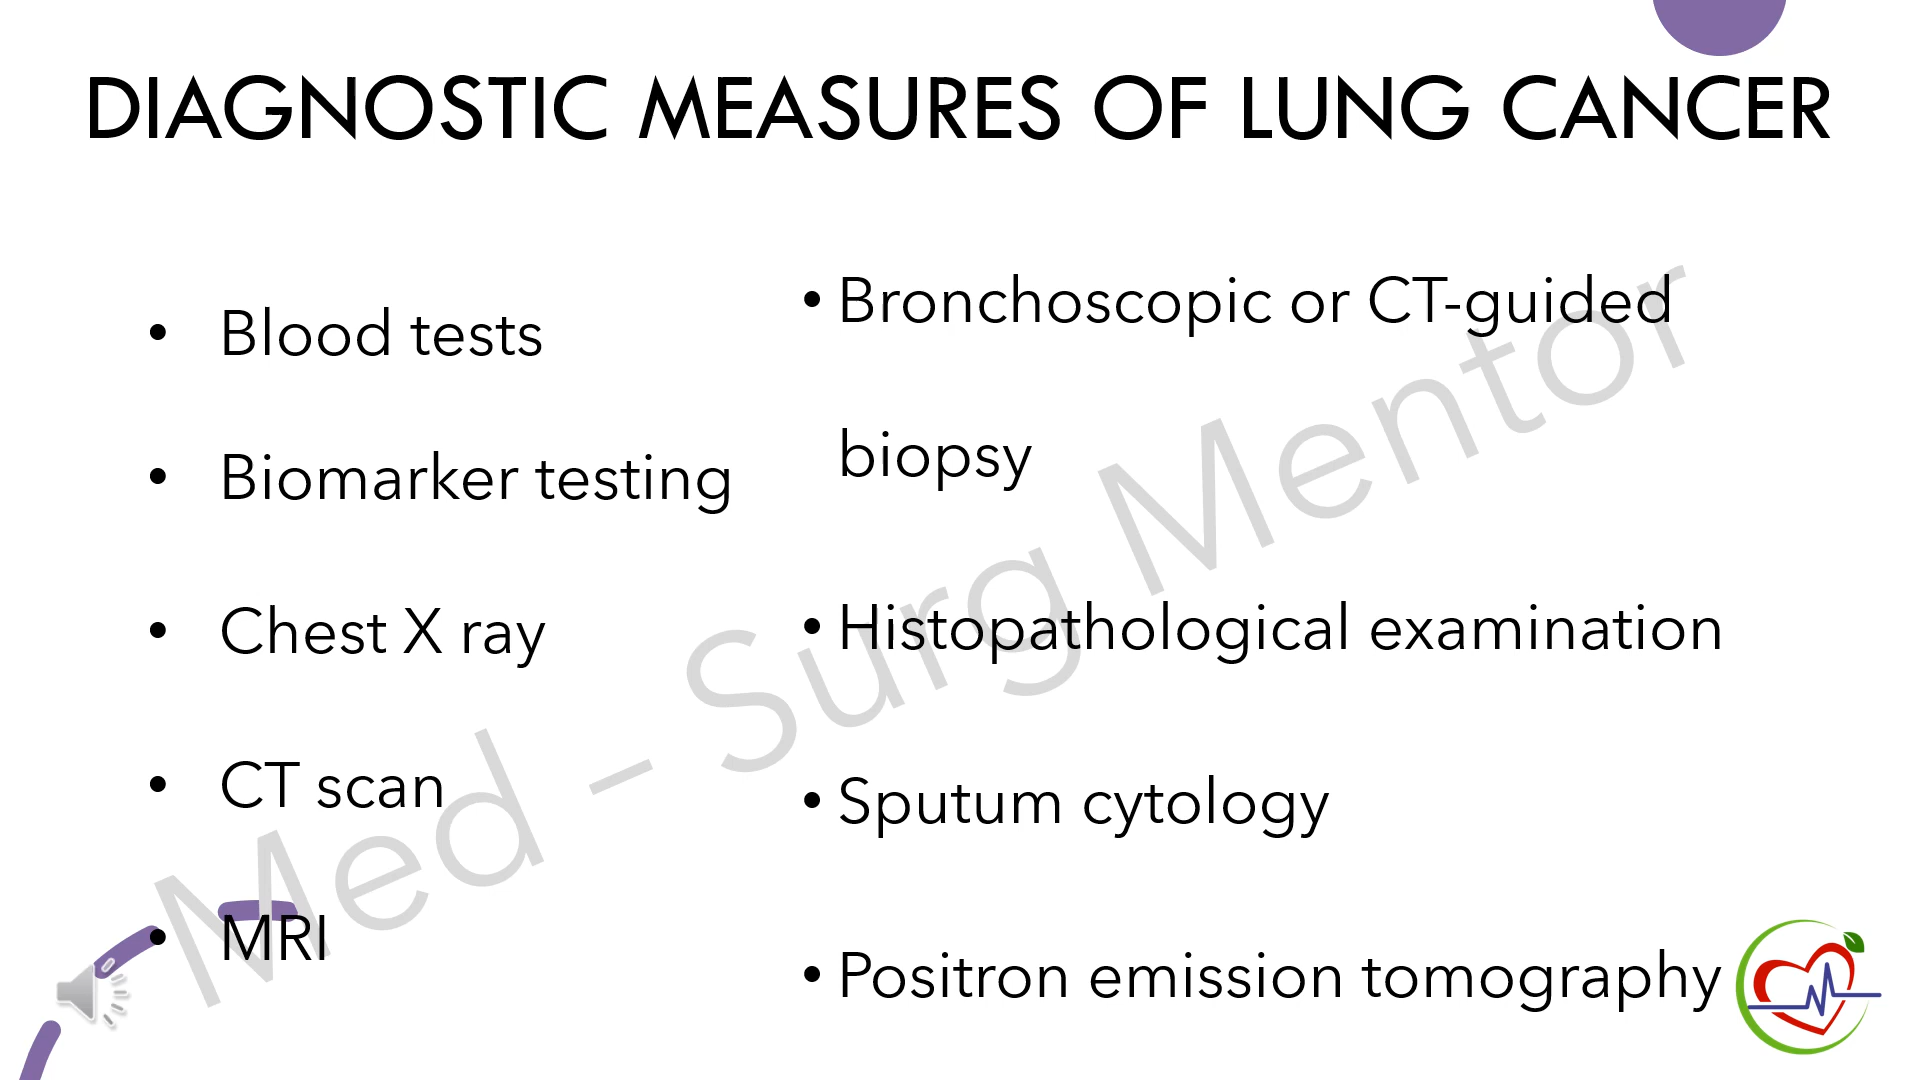 DIAGNOSTIC MEASURES OF LUNG CANCER
• Blood tests
• Biomarker testing
• Chest X ray
• CT scan
• MRI
• Bronchoscopic or CT-guided
biopsy
• Histopathological examination
• Sputum cytology
• Positron emission tomography
Med - Surg Mentor